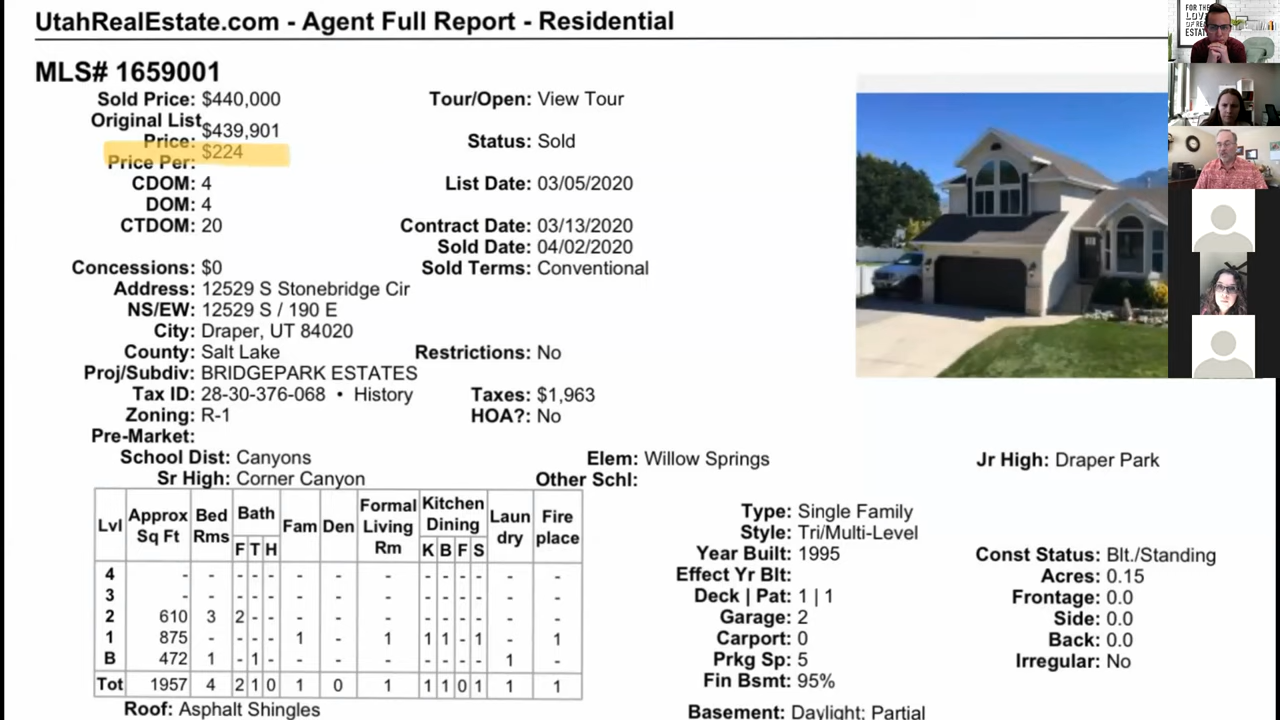 UtahRealEstate.com - Agent Full Report - Residential
FOR THE
LOVE
OF REAL
ESTATE
MLS# 1659001
Sold Price: $440,000 Tour/Open: View Tour
Original List
Price: $439,901 Status: Sold
Price Per: $224
CDOM: 4 List Date: 03/05/2020
DOM: 4
CTDOM: 20 Contract Date: 03/13/2020
Sold Date: 04/02/2020
Concessions: $0 Sold Terms: Conventional
Address: 12529 S Stonebridge Cir
NS/EW: 12529 S / 190 E
City: Draper, UT 84020
County: Salt Lake Restrictions: No
Proj/Subdiv: BRIDGEPARK ESTATES
Tax ID: 28-30-376-068 • History Taxes: $1,963
Zoning: R-1 HOA?: No
Pre-Market:
School Dist: Canyons Elem: Willow Springs Jr High: Draper Park
Sr High: Corner Canyon Other Schl:
Lvl Approx Sq Ft Bed Rms Bath F T H Fam Den Formal Living Rm Kitchen Dining K B F S Laun dry Fire place
4 - - - - - - - - - - - - - -
3 - - - - - - - - - - - - - -
2 610 3 2 - - - - - - - - - - -
1 875 - - - - 1 - 1 1 1 - 1 - 1
B 472 1 - 1 - - - - - - - - 1 -
Tot 1957 4 2 1 0 1 0 1 1 1 0 1 1 1
Roof: Asphalt Shingles
Type: Single Family
Style: Tri/Multi-Level
Year Built: 1995 Const Status: Blt./Standing
Effect Yr Blt: Acres: 0.15
Deck | Pat: 1 | 1 Frontage: 0.0
Garage: 2 Side: 0.0
Carport: 0 Back: 0.0
Prkg Sp: 5 Irregular: No
Fin Bsmt: 95%
Basement: Daylight; Partial